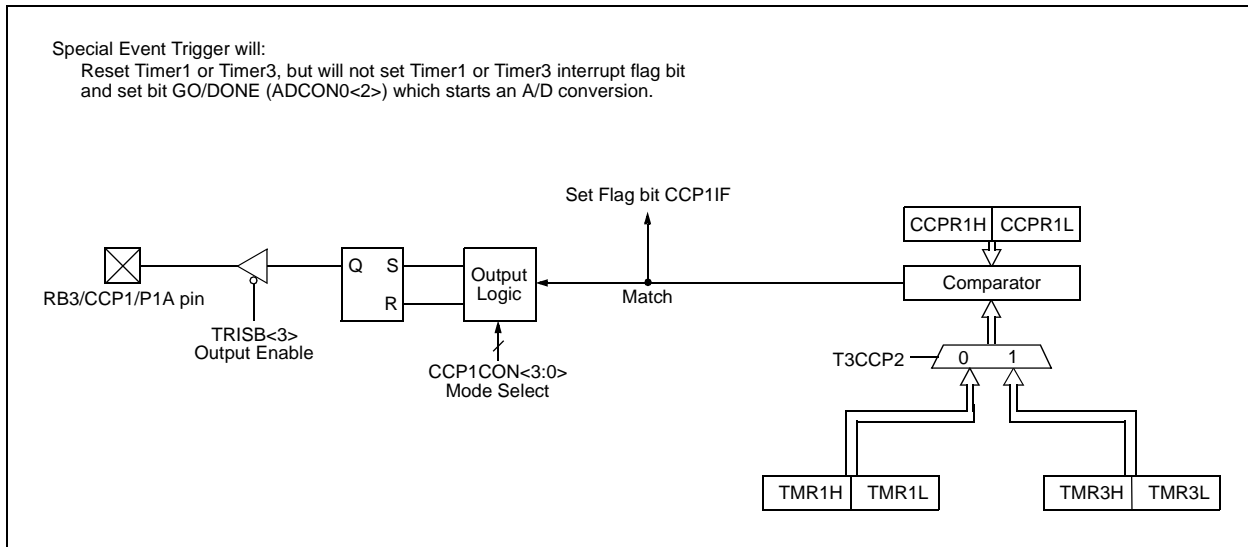 Special Event Trigger will:
Reset Timer1 or Timer3, but will not set Timer1 or Timer3 interrupt flag bit
and set bit GO/DONE (ADCON0<2>) which starts an A/D conversion.
Set Flag bit CCP1IF
CCPR1H CCPR1L
Q S
R
Output
Logic
Match
Comparator
RB3/CCP1/P1A pin
TRISB<3>
Output Enable
CCP1CON<3:0>
Mode Select
T3CCP2
0 1
TMR1H TMR1L
TMR3H TMR3L